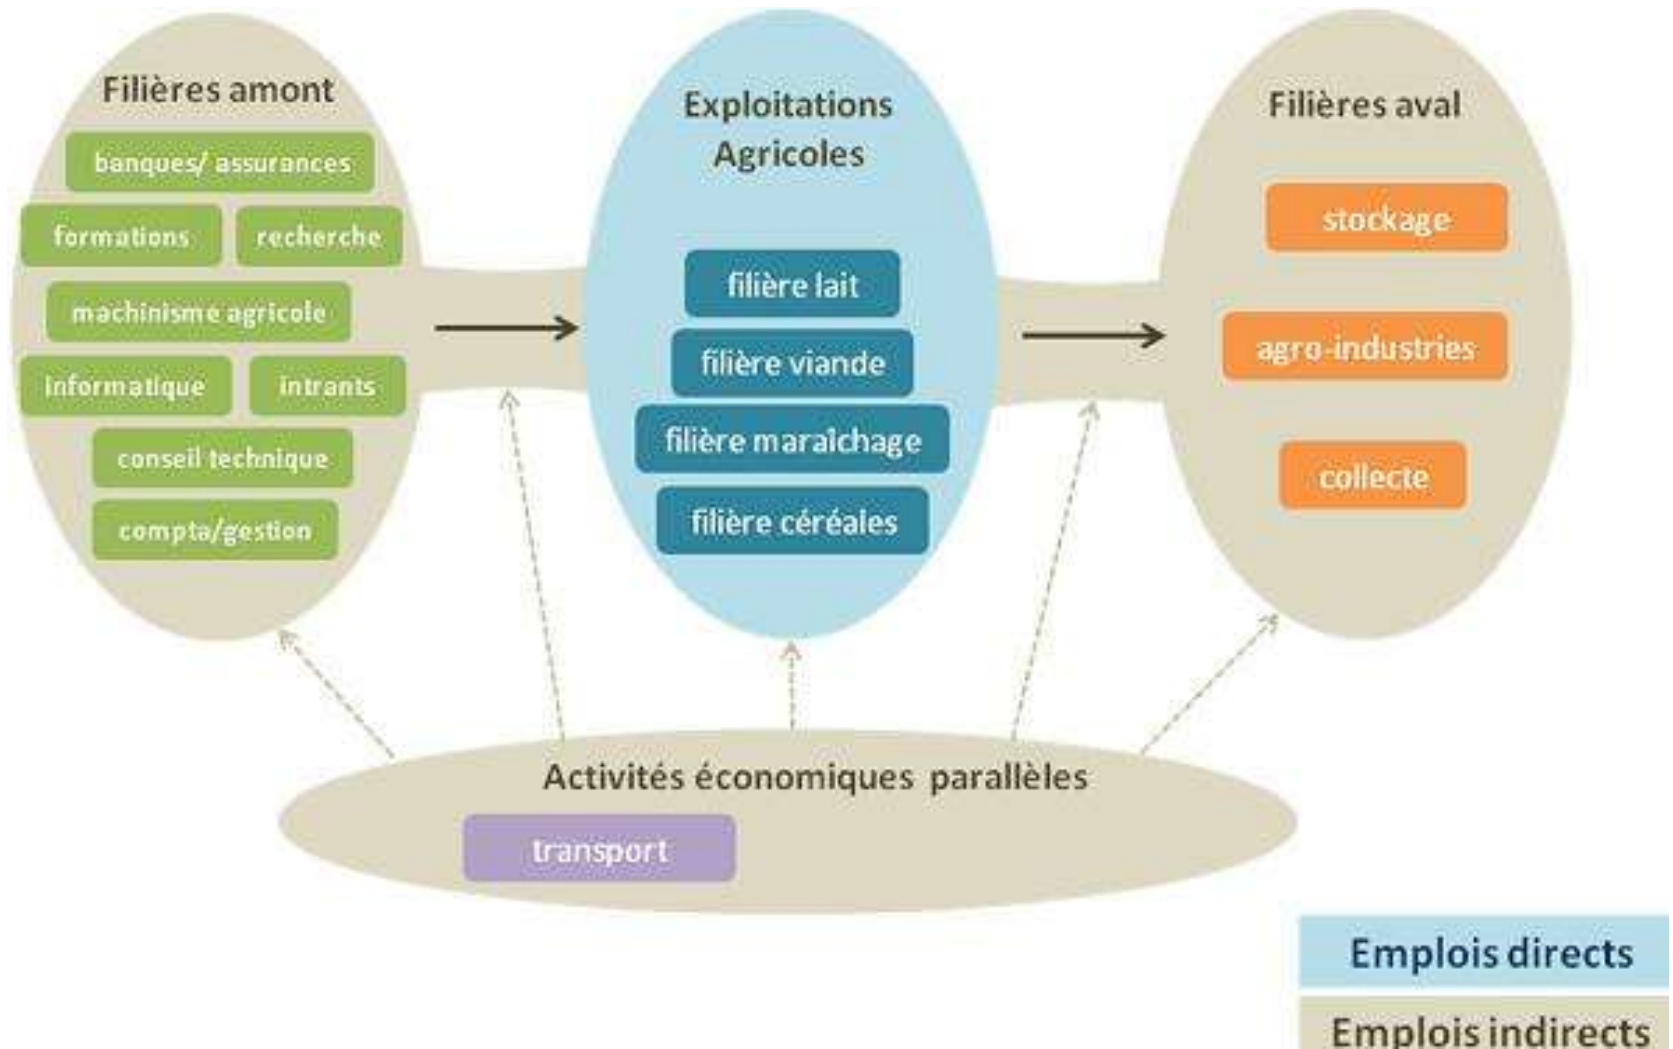 Filières amont
banques/ assurances
formations
recherche
machinisme agricole
informatique
intrants
conseil technique
compta/gestion
Exploitations
Agricoles
filière lait
filière viande
filière maraîchage
filière céréales
Filières aval
stockage
agro-industries
collecte
Activités économiques parallèles
transport
Emplois directs
Emplois indirects